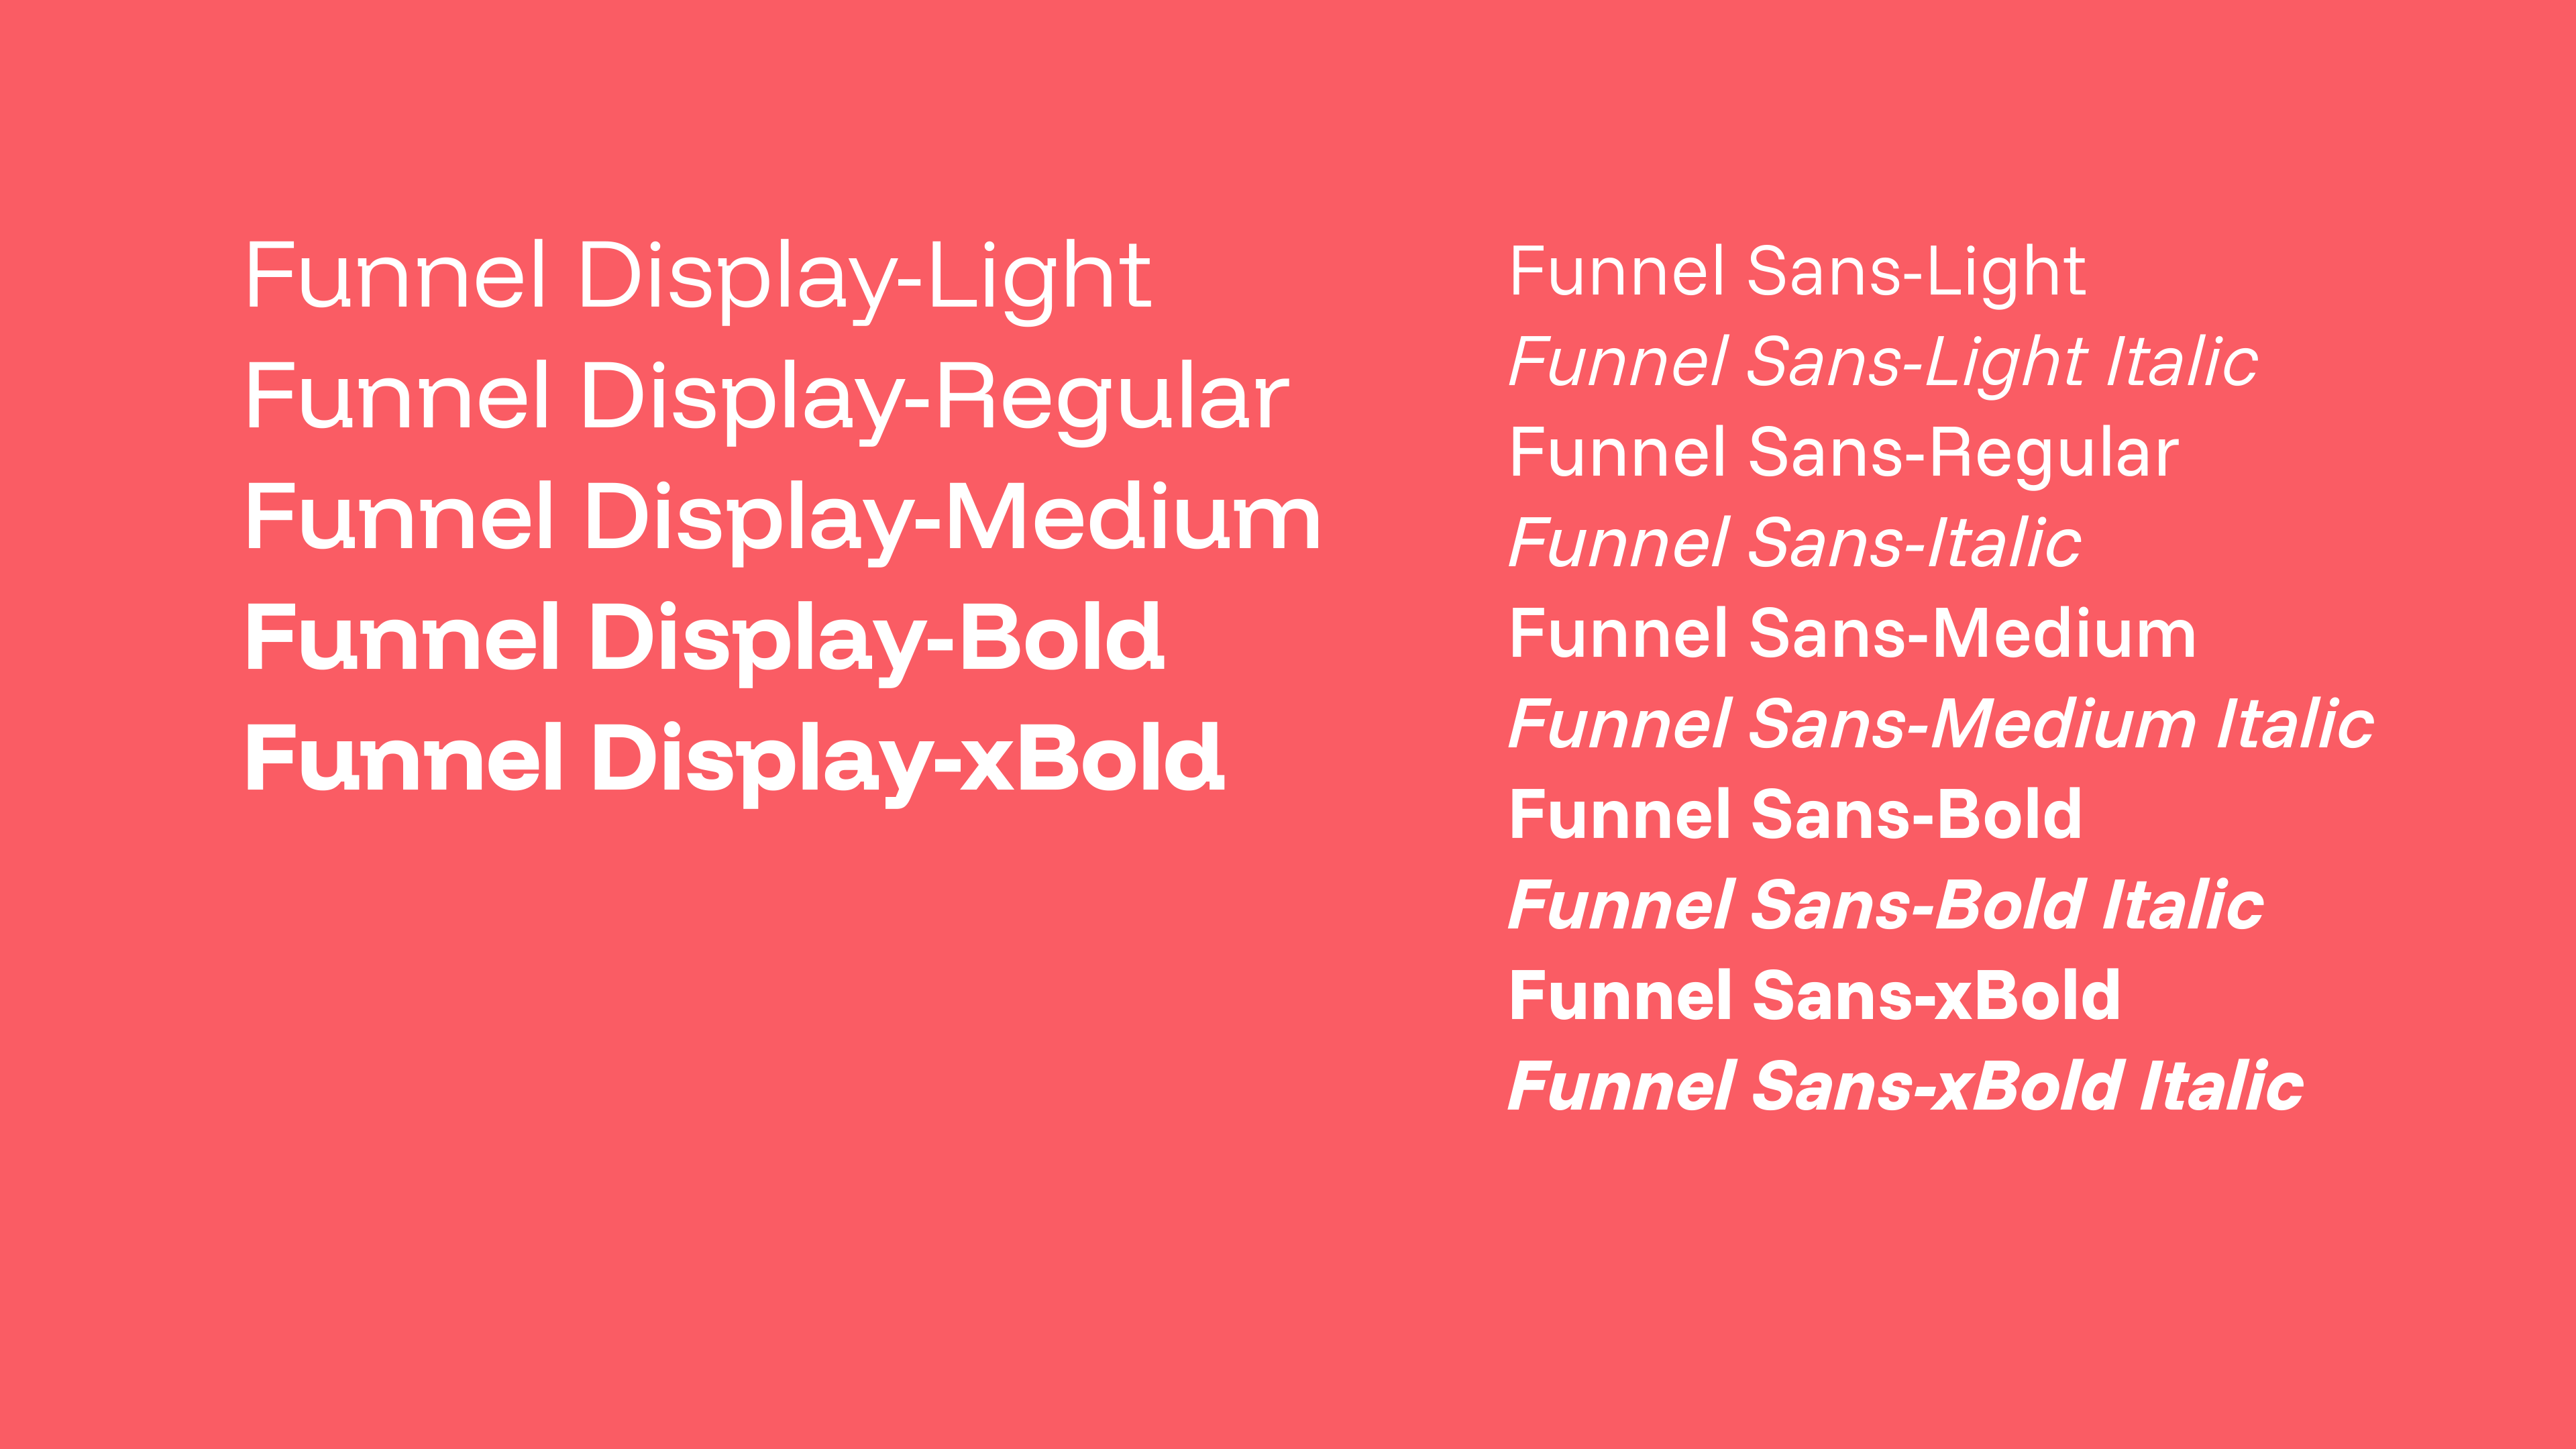 Funnel Display-Light
Funnel Display-Regular
Funnel Display-Medium
Funnel Display-Bold
Funnel Display-xBold
Funnel Sans-Light
Funnel Sans-Light Italic
Funnel Sans-Regular
Funnel Sans-Italic
Funnel Sans-Medium
Funnel Sans-Medium Italic
Funnel Sans-Bold
Funnel Sans-Bold Italic
Funnel Sans-xBold
Funnel Sans-xBold Italic